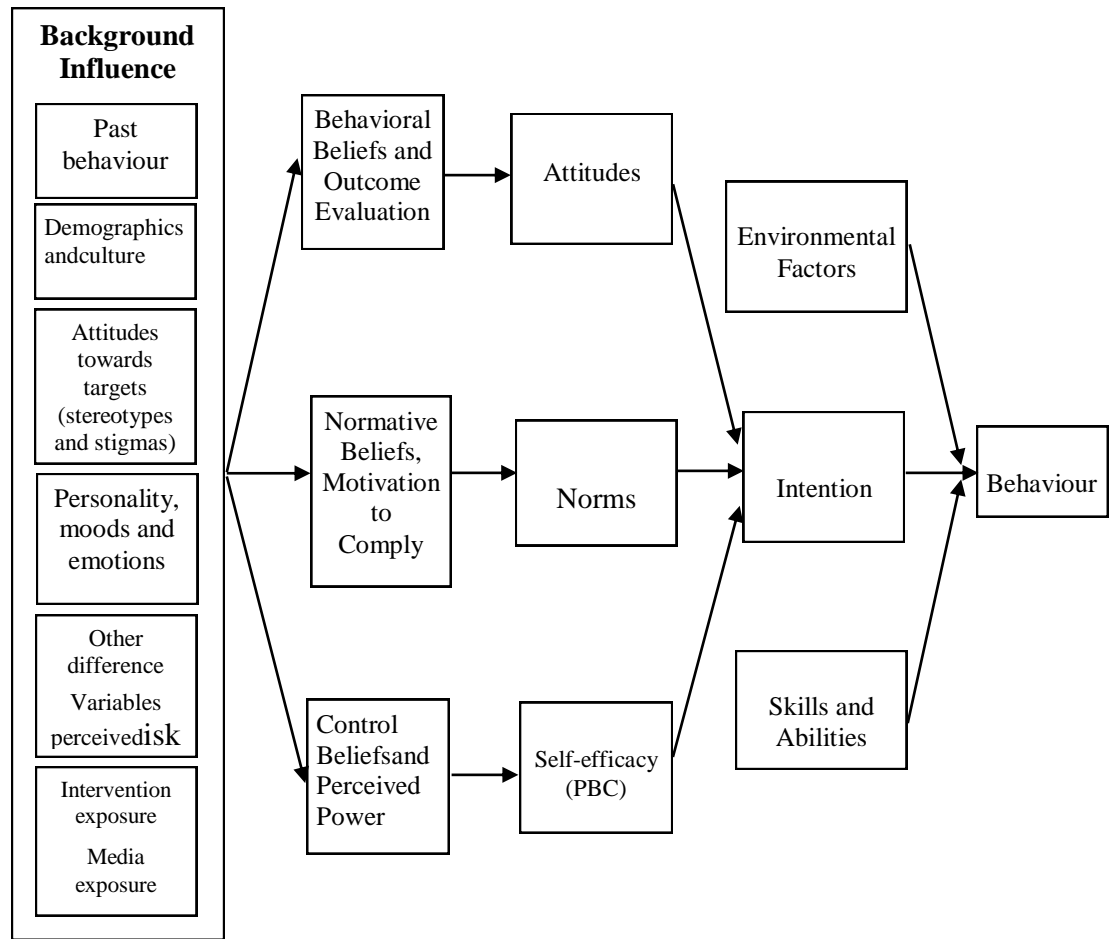 Background
Influence
Past
behaviour
Demographics
andculture
Attitudes
towards
targets
(stereotypes
and stigmas)
Personality,
moods and
emotions
Other
difference
Variables
perceivedisk
Intervention
exposure
Media
exposure
Behavioral
Beliefs and
Outcome
Evaluation
Normative
Beliefs,
Motivation
to
Comply
Control
Beliefsand
Perceived
Power
Attitudes
Norms
Self-efficacy
(PBC)
Environmental
Factors
Intention
Skills and
Abilities
Behaviour